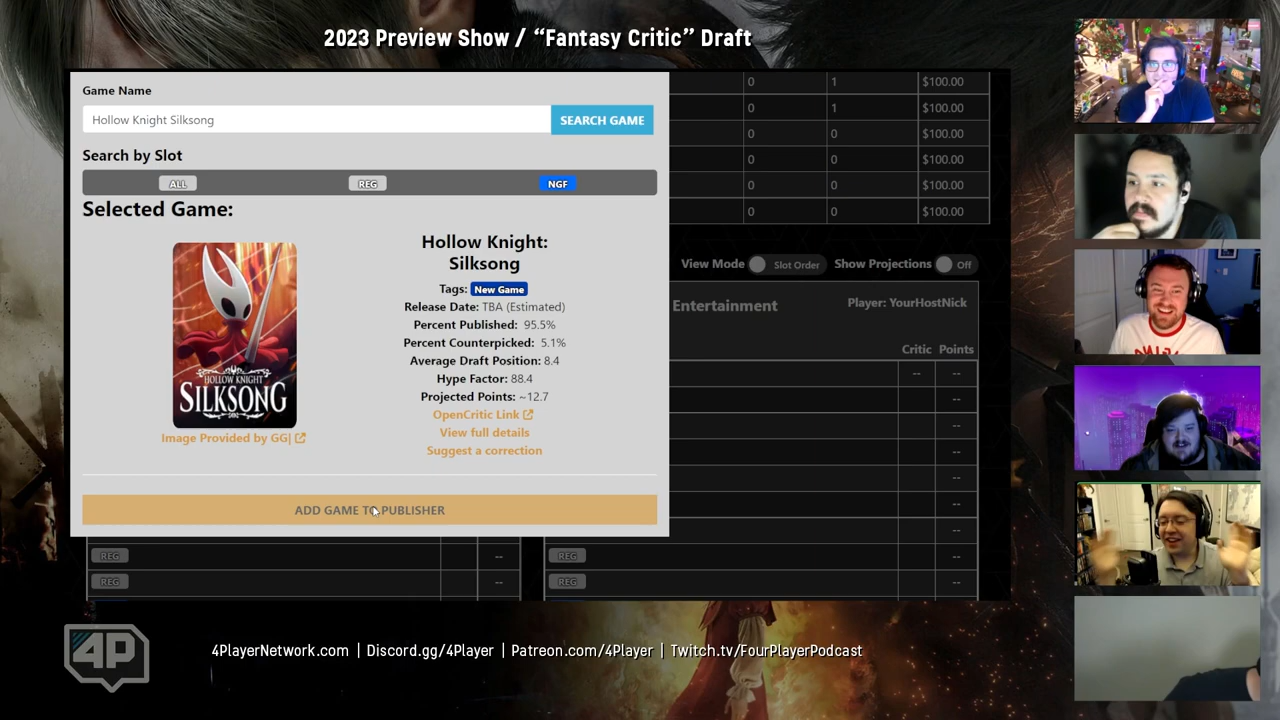 2023 Preview Show / “Fantasy Critic” Draft
Game Name
Hollow Knight Silksong
SEARCH GAME
Search by Slot
ALL
REG
NGF
Selected Game:
HOLLOW KNIGHT
SILKSONG
Image Provided by GG|
Hollow Knight:
Silksong
Tags: New Game
Release Date: TBA (Estimated)
Percent Published: 95.5%
Percent Counterpicked: 5.1%
Average Draft Position: 8.4
Hype Factor: 88.4
Projected Points: ~12.7
OpenCritic Link
View full details
Suggest a correction
ADD GAME TO PUBLISHER
0 1 $100.00
0 1 $100.00
0 0 $100.00
0 0 $100.00
0 0 $100.00
0 0 $100.00
View Mode Slot Order Show Projections Off
Entertainment Player: YourHostNick
Critic Points
-- --
--
--
--
--
--
--
REG -- REG --
REG -- REG --
4P
4PlayerNetwork.com | Discord.gg/4Player | Patreon.com/4Player | Twitch.tv/FourPlayerPodcast